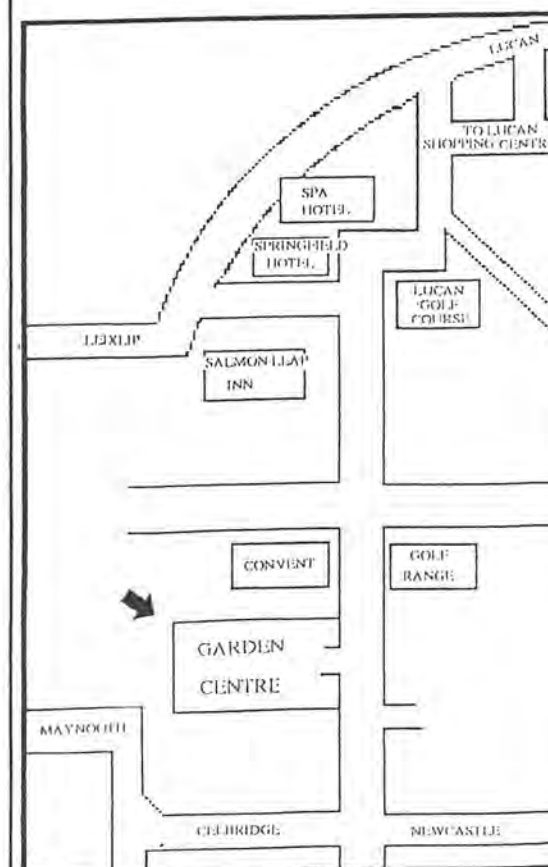 LUCAN
TO LUCAN
SHOPPING CENTRE
SPA
HOTEL
SPRINGFIELD
HOTEL
LUCAN
GOLF
COURSE
LEIXLIP
SALMON LEAP
INN
CONVENT
GOLF
RANGE
GARDEN
CENTRE
MAYNOOTH
CELBRIDGE
NEWCASTLE